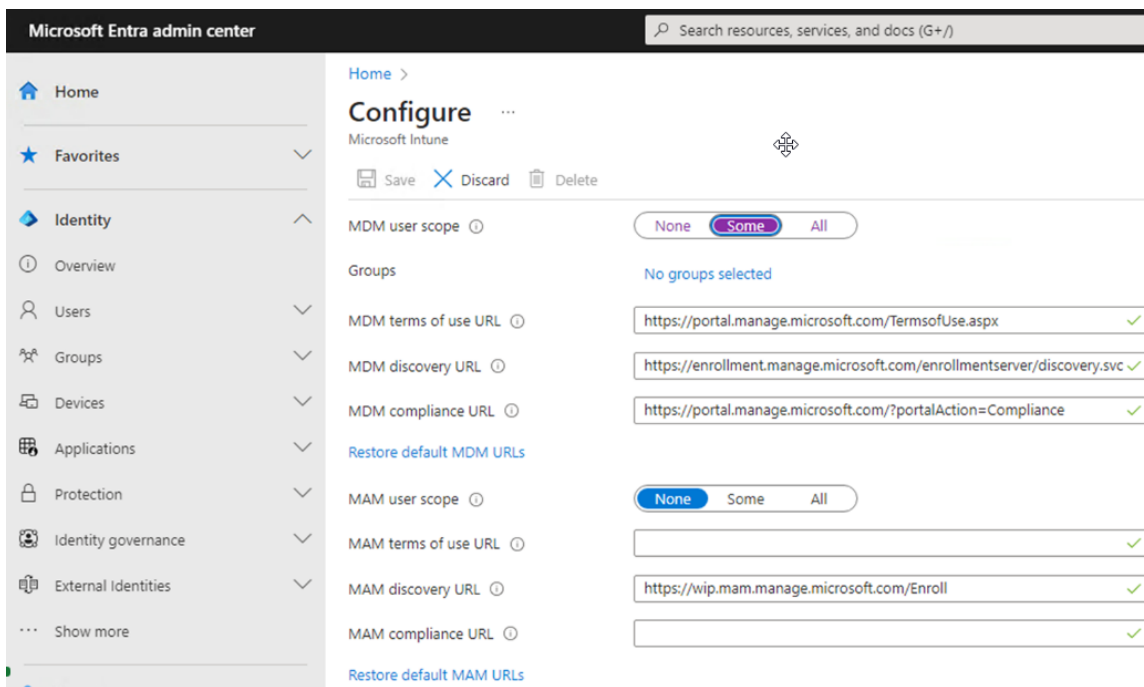 Microsoft Entra admin center
Search resources, services, and docs (G+/)
Home
Favorites
Identity
Overview
Users
Groups
Devices
Applications
Protection
Identity governance
External Identities
Show more
Home
Configure
Microsoft Intune
Save Discard Delete
MDM user scope None Some All
Groups No groups selected
MDM terms of use URL https://portal.manage.microsoft.com/TermsofUse.aspx
MDM discovery URL https://enrollment.manage.microsoft.com/enrollmentserver/discovery.svc
MDM compliance URL https://portal.manage.microsoft.com/?portalAction=Compliance
Restore default MDM URLs
MAM user scope None Some All
MAM terms of use URL
MAM discovery URL https://wip.mam.manage.microsoft.com/Enroll
MAM compliance URL
Restore default MAM URLs